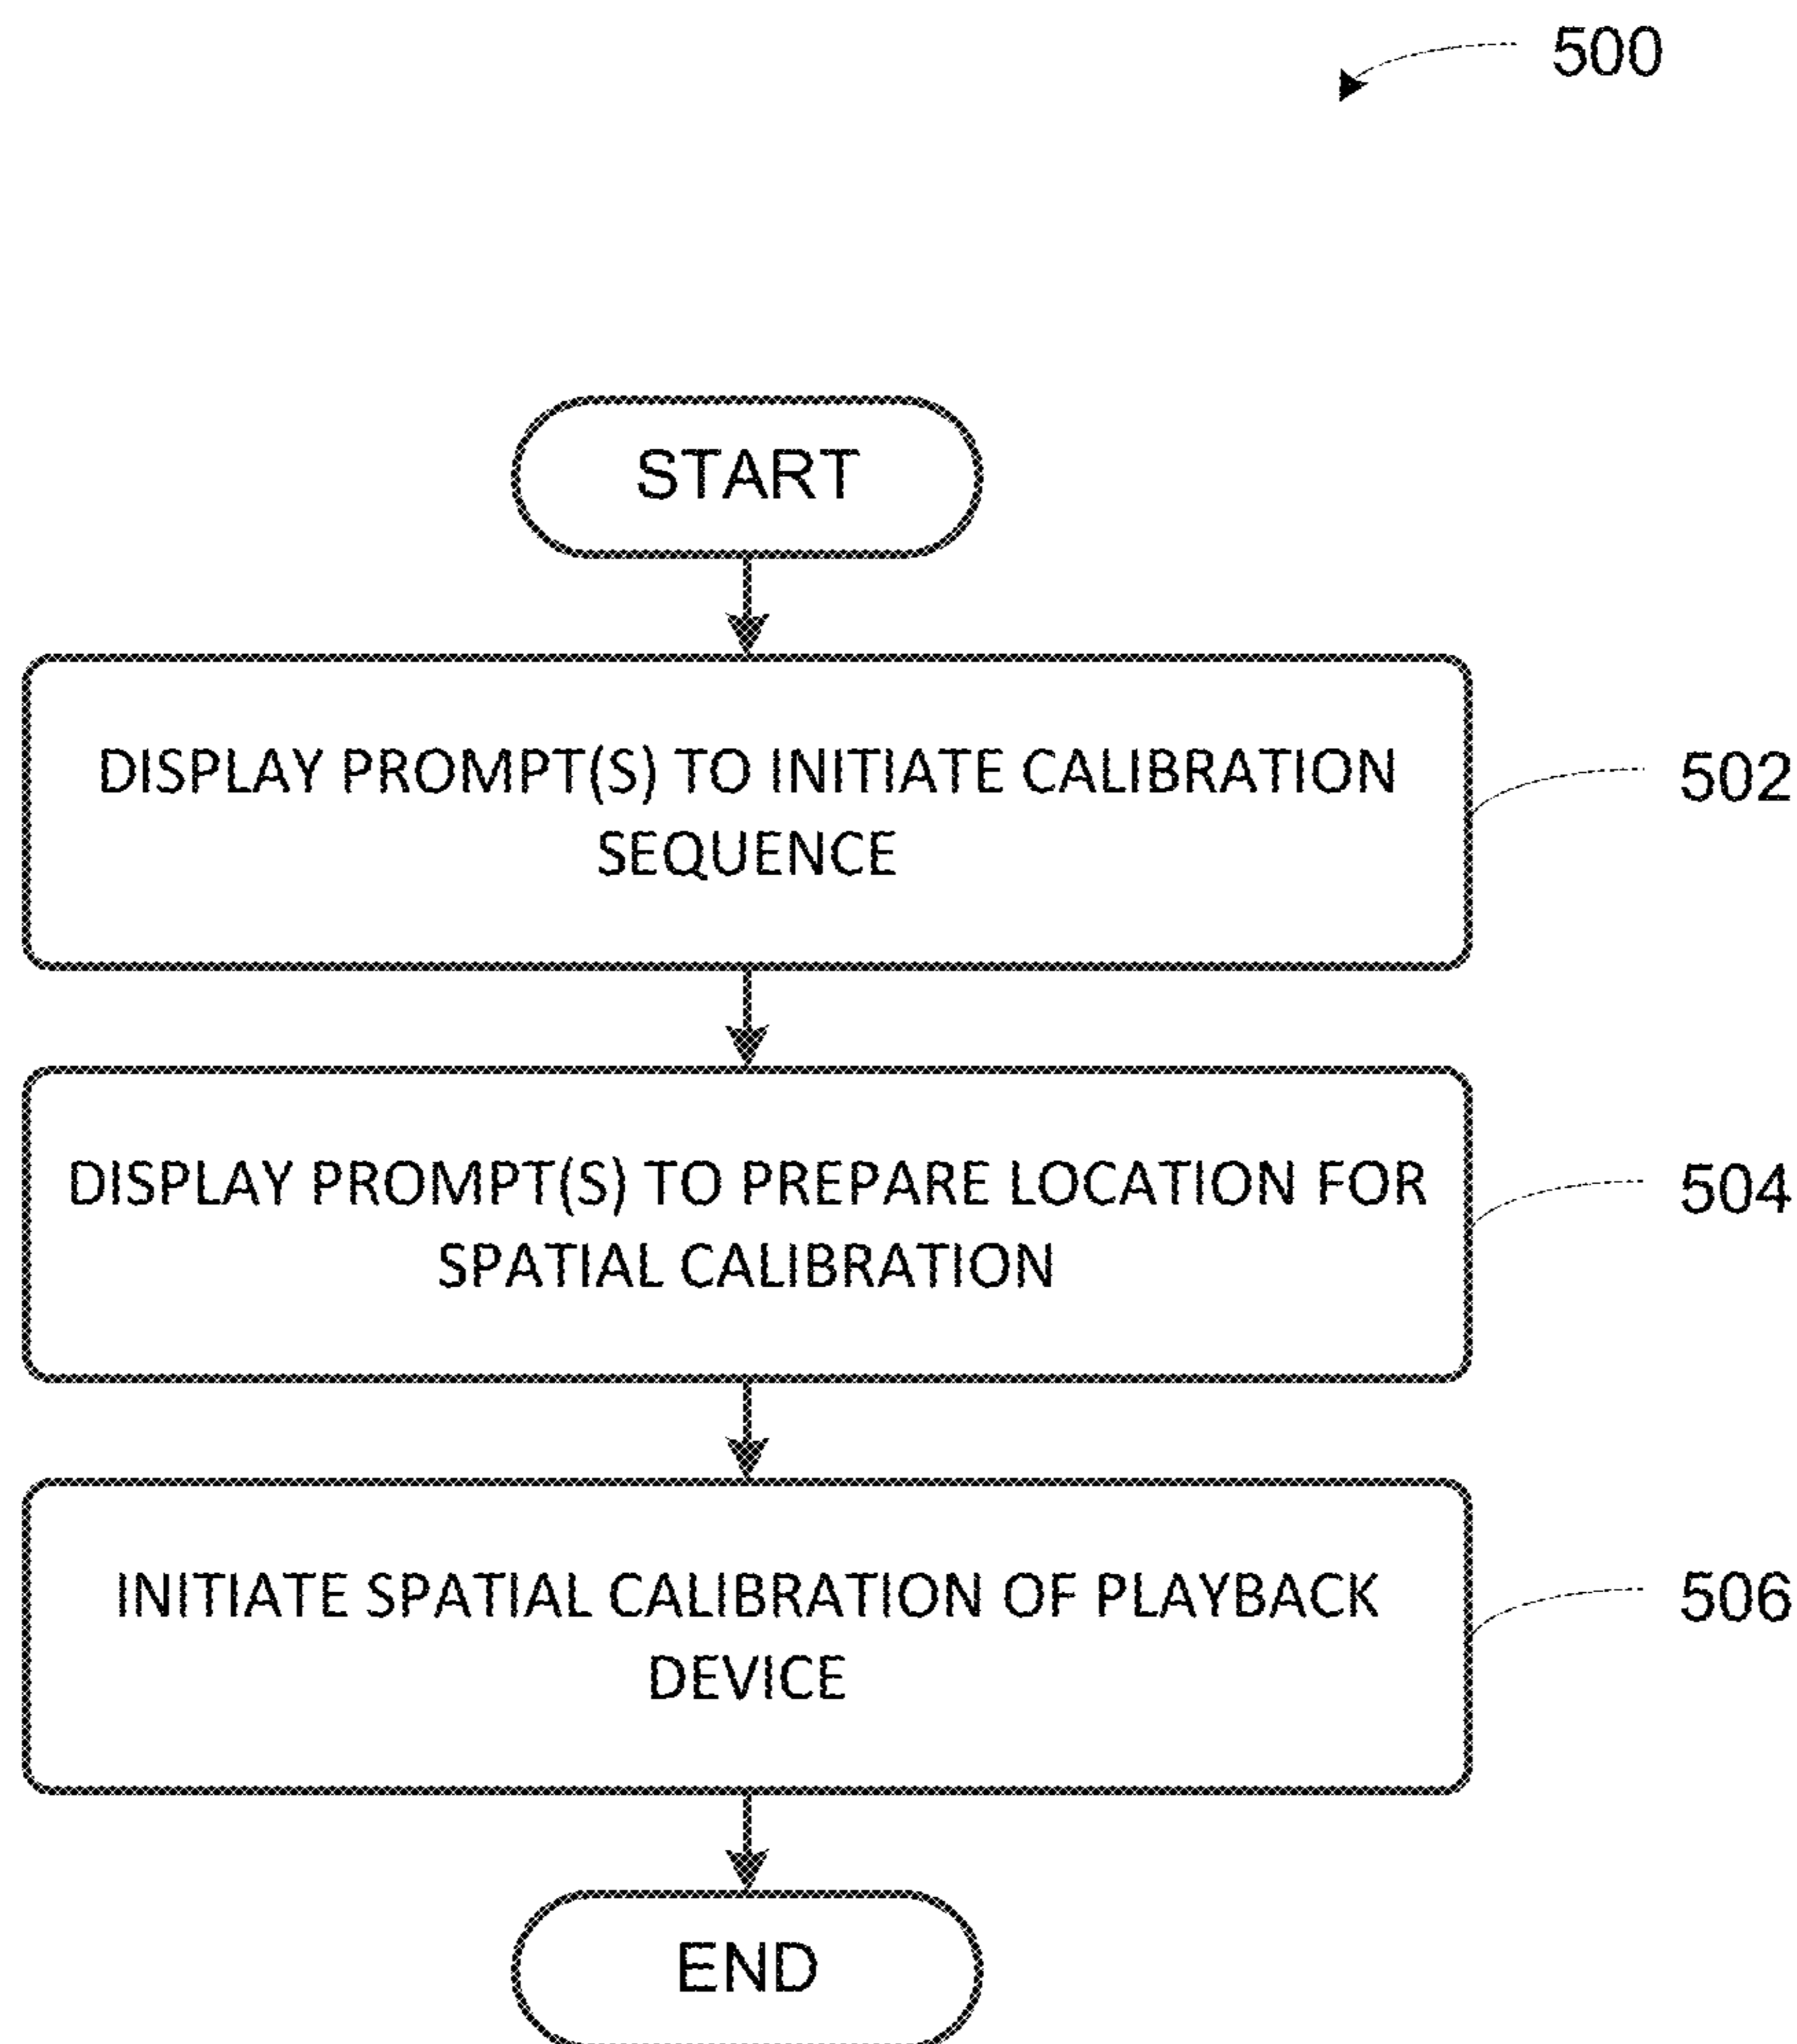 500
START
DISPLAY PROMPT(S) TO INITIATE CALIBRATION
SEQUENCE
502
DISPLAY PROMPT(S) TO PREPARE LOCATION FOR
SPATIAL CALIBRATION
504
INITIATE SPATIAL CALIBRATION OF PLAYBACK
DEVICE
506
END